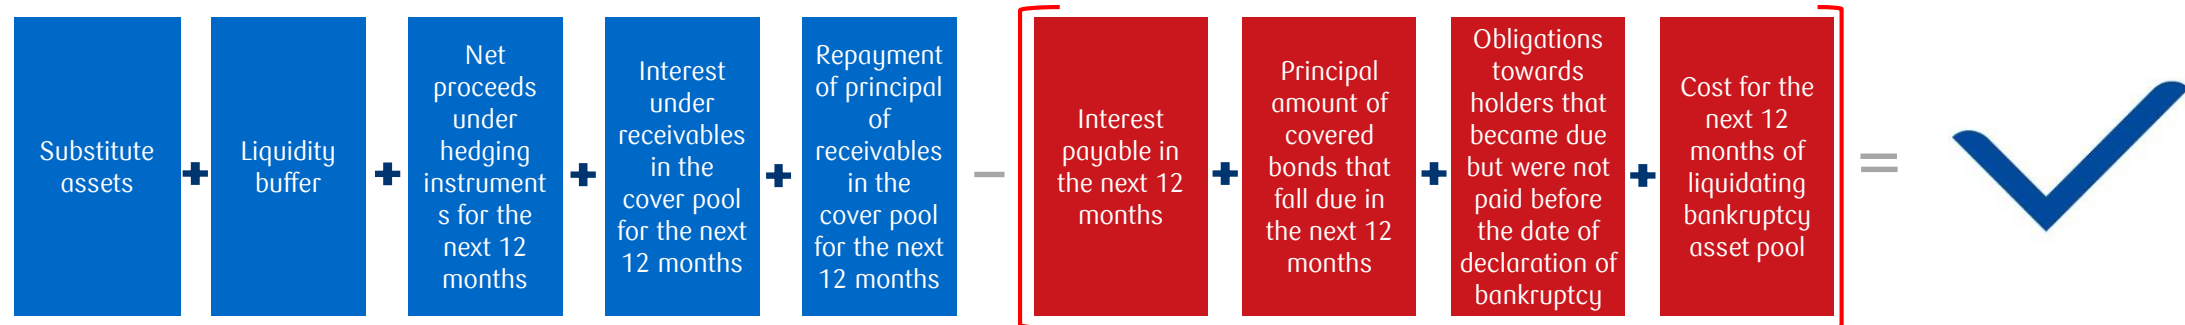 Substitute
assets
+
Liquidity
buffer
+
Net
proceeds
under
hedging
instrument
s for the
next 12
months
+
Interest
under
receivables
in the
cover pool
for the next
12 months
+
Repayment
of principal
of
receivables
in the
cover pool
for the next
12 months
−
Interest
payable in
the next 12
months
+
Principal
amount of
covered
bonds that
fall due in
the next 12
months
+
Obligations
towards
holders that
became due
but were not
paid before
the date of
declaration of
bankruptcy
+
Cost for the
next 12
months of
liquidating
bankruptcy
asset pool
=